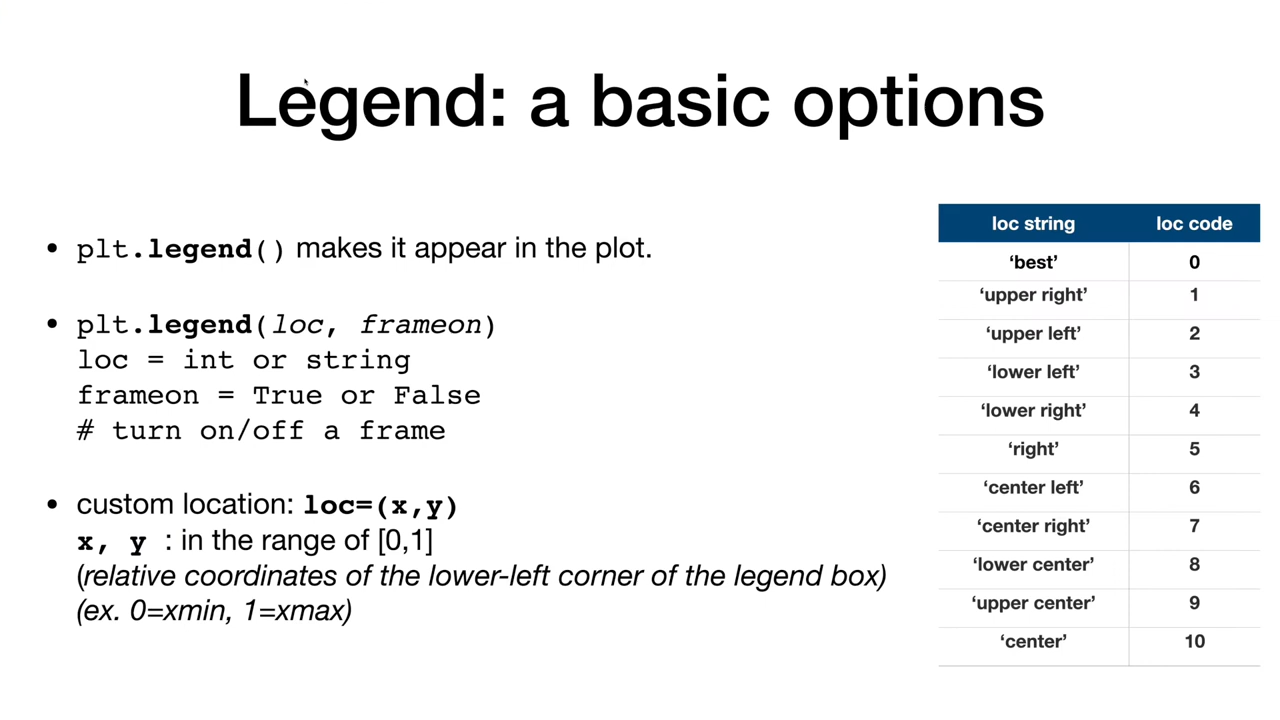 Legend: a basic options
• plt.legend() makes it appear in the plot.
• plt.legend(loc, frameon)
loc = int or string
frameon = True or False
# turn on/off a frame
• custom location: loc=(x,y)
x, y : in the range of [0,1]
(relative coordinates of the lower-left corner of the legend box)
(ex. 0=xmin, 1=xmax)
loc string loc code
‘best’ 0
‘upper right’ 1
‘upper left’ 2
‘lower left’ 3
‘lower right’ 4
‘right’ 5
‘center left’ 6
‘center right’ 7
‘lower center’ 8
‘upper center’ 9
‘center’ 10